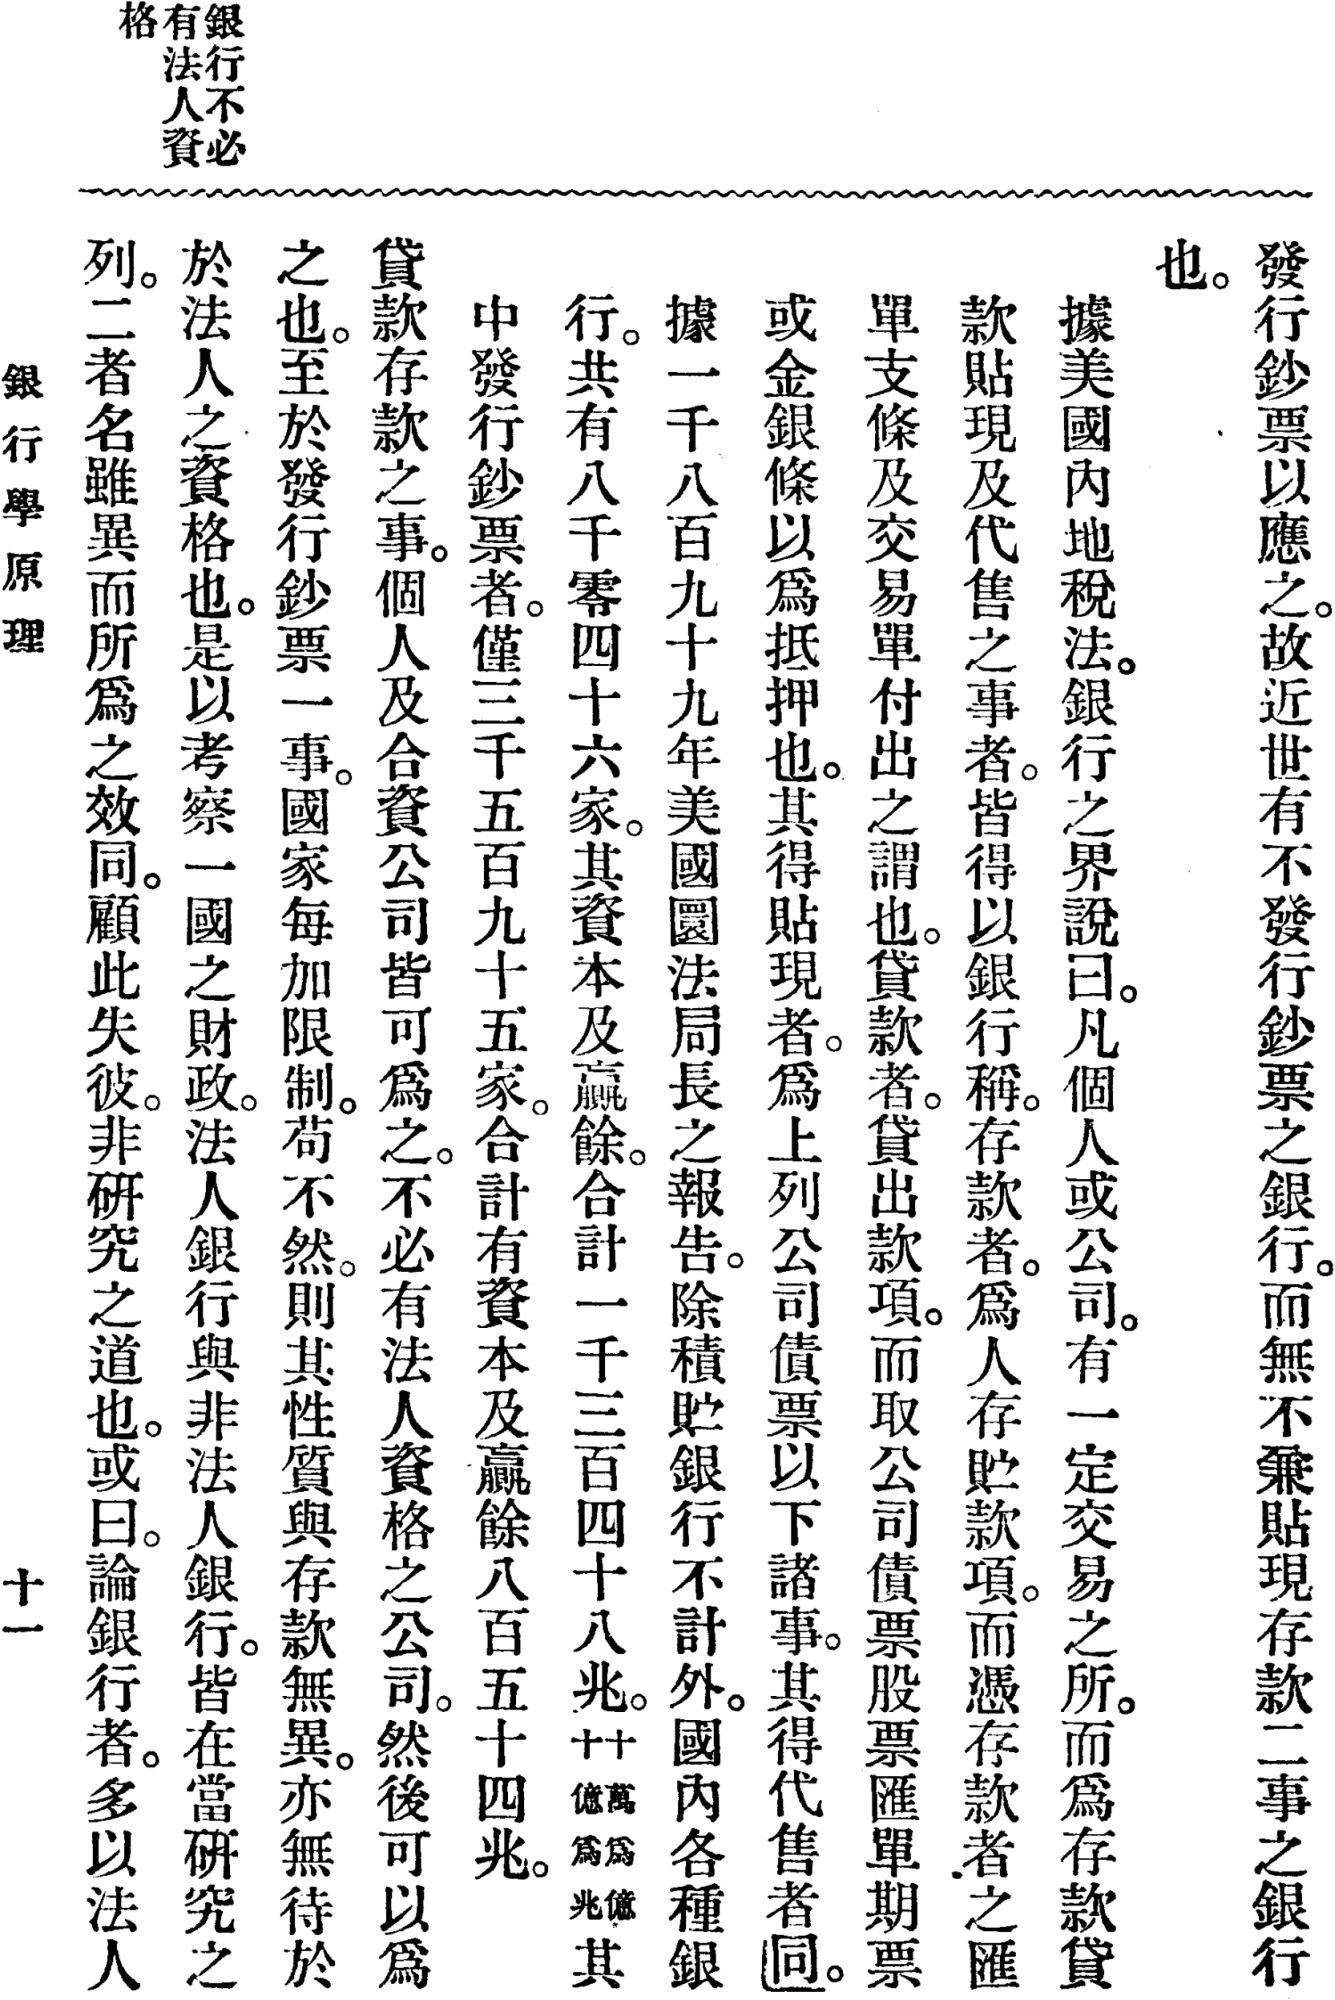 銀行不必
有法人資
格
發行鈔票以應之。故近世有不發行鈔票之銀行。而無不兼貼現存款二事之銀行
也。
據美國內地稅法。銀行之界說曰。凡個人或公司。有一定交易之所。而爲存款貸
款貼現及代售之事者。皆得以銀行稱。存款者。爲人存貯款項。而憑存款者之匯
單支條及交易單付出之謂也。貸款者。貸出款項。而取公司債票股票匯單期票
或金銀條以爲抵押也。其得貼現者。爲上列公司債票以下諸事。其得代售者同。
據一千八百九十九年美國圜法局長之報告。除積貯銀行不計外。國內各種銀
行。共有八千零四十六家。其資本及贏餘。合計一千三百四十八兆。十萬爲億十億爲兆其
中發行鈔票者。僅三千五百九十五家。合計有資本及贏餘八百五十四兆。
貸款存款之事。個人及合資公司皆可爲之。不必有法人資格之公司。然後可以爲
之也。至於發行鈔票一事。國家每加限制。苟不然。則其性質與存款無異。亦無待於
於法人之資格也。是以考察一國之財政。法人銀行與非法人銀行。皆在當研究之
列。二者名雖異而所爲之效同。顧此失彼。非研究之道也。或曰。論銀行者。多以法人
銀行學原理
十一